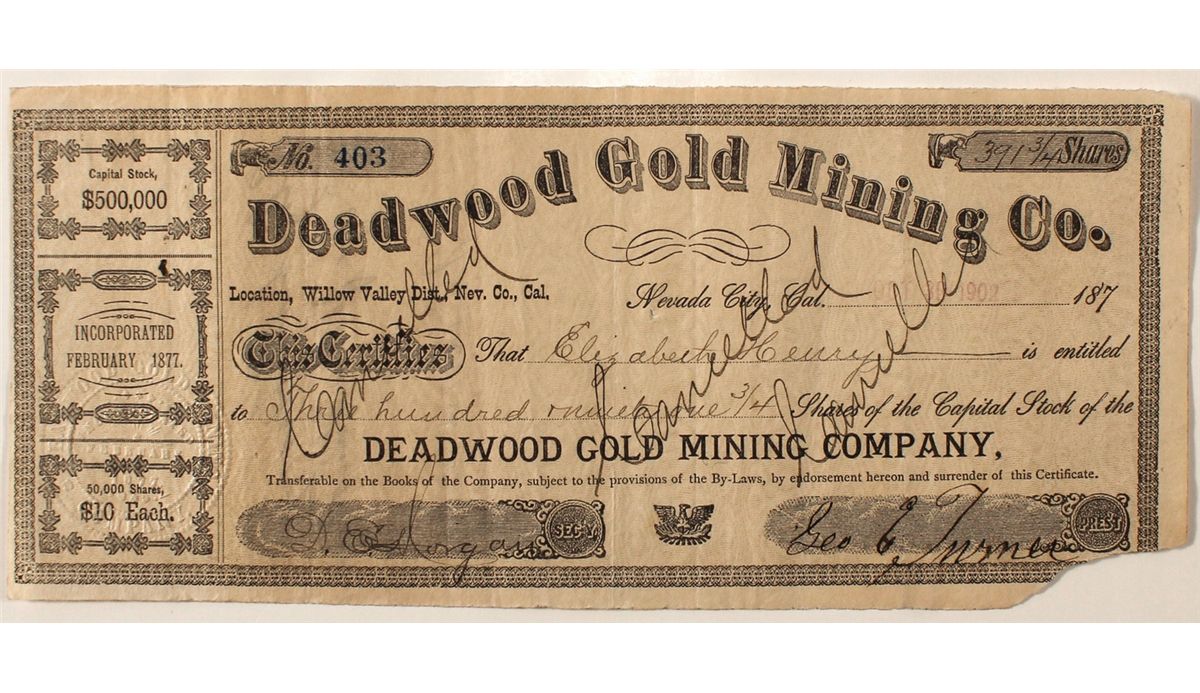 Capital Stock,
$500,000
INCORPORATED
FEBRUARY 1877.
50,000 Shares,
$10 Each.
No. 403
391 3/4 Shares
Deadwood Gold Mining Co.
Location, Willow Valley Dist., Nev. Co., Cal.
Nevada City, Cal. 1902 187
This Certifies That Elizabeth Henry is entitled
to Three hundred ninety one 3/4 Shares of the Capital Stock of the
DEADWOOD GOLD MINING COMPANY,
Transferable on the Books of the Company, subject to the provisions of the By-Laws, by endorsement hereon and surrender of this Certificate.
D. E. Morgan SEC'Y
Geo E. Turner PREST
Cancelled
Cancelled
Cancelled